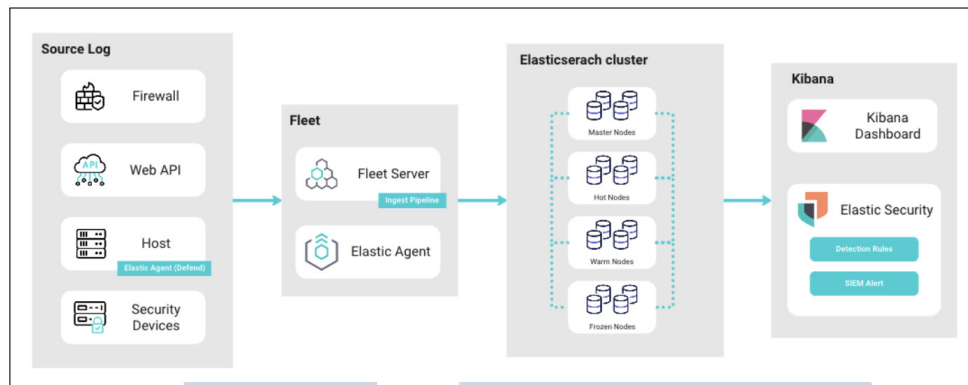 Source Log
Firewall
API
Web API
Host
Elastic Agent (Defend)
Security
Devices
Fleet
Fleet Server
Ingest Pipeline
Elastic Agent
Elasticserach cluster
Master Nodes
Hot Nodes
Warm Nodes
Frozen Nodes
Kibana
Kibana
Dashboard
Elastic Security
Detection Rules
SIEM Alert